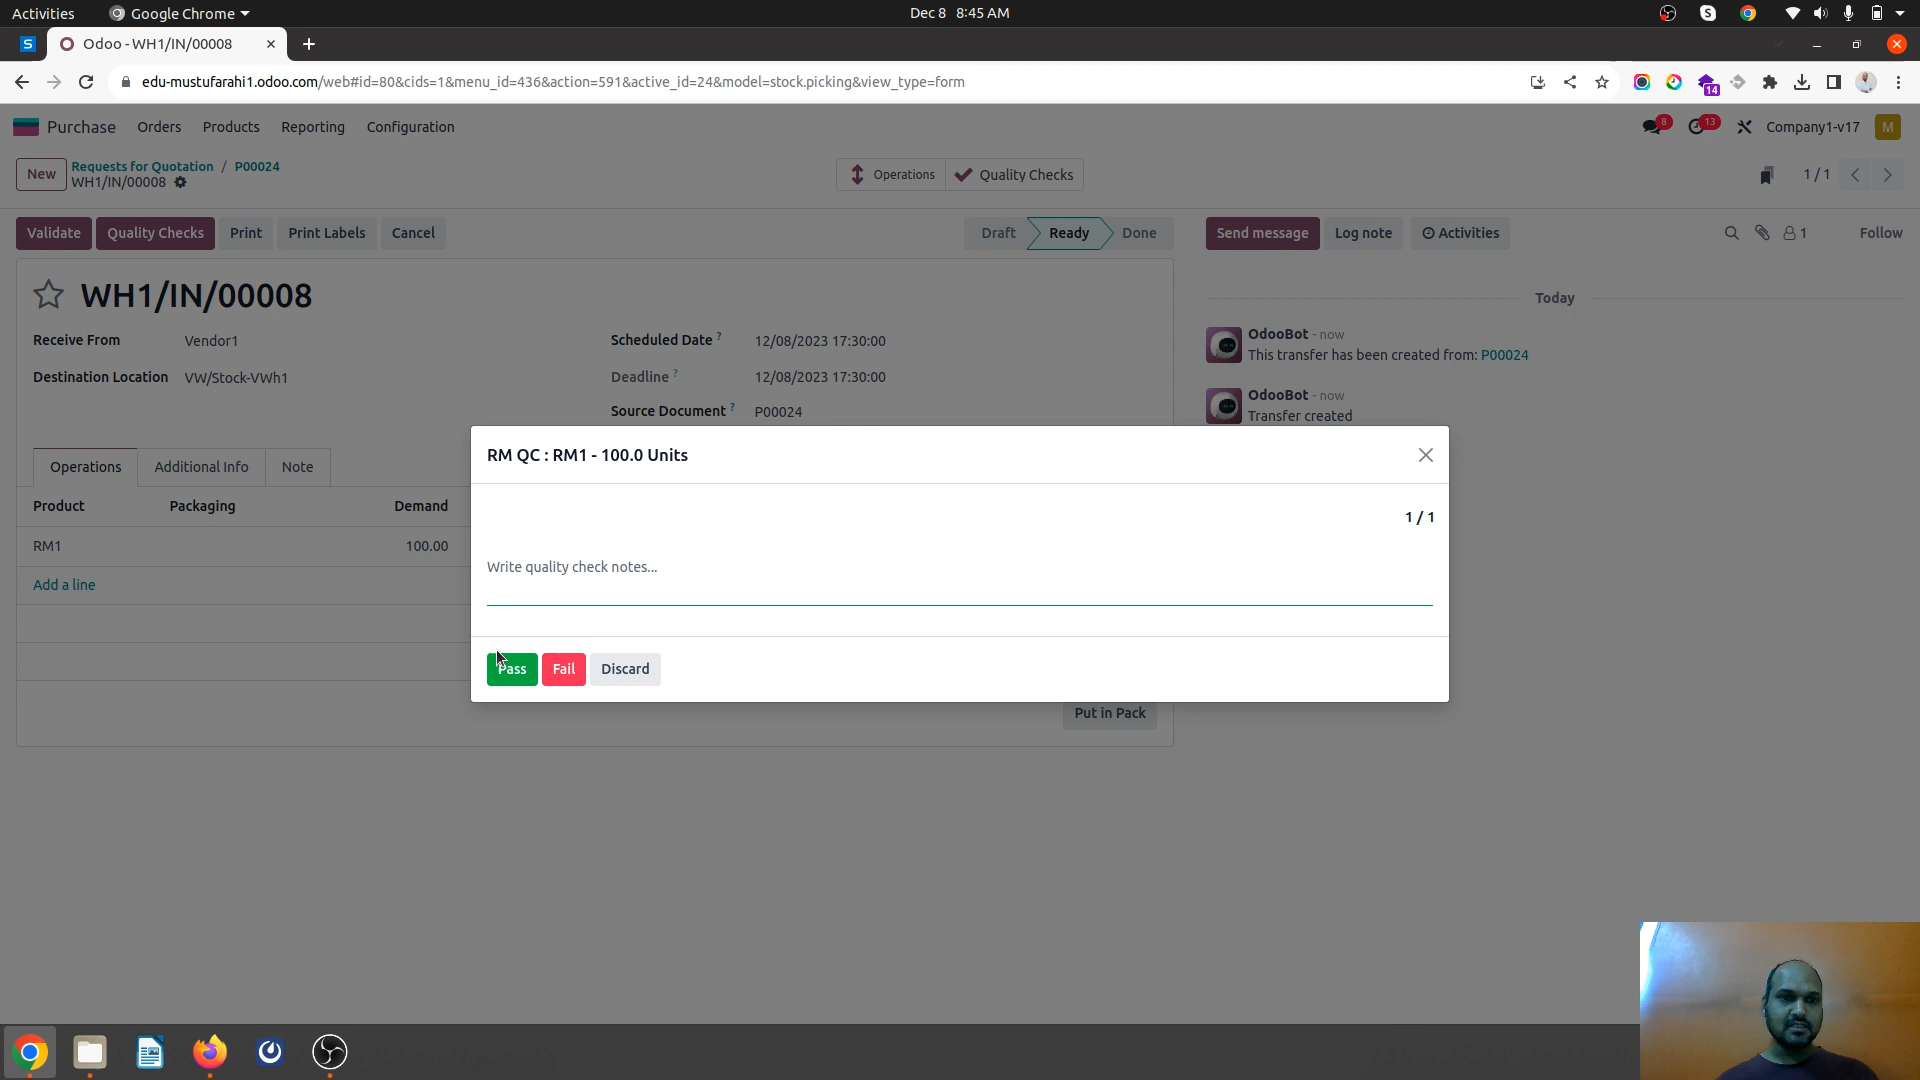 Activities Google Chrome Dec 8 8:45 AM
S Odoo - WH1/IN/00008
edu-mustufarahi1.odoo.com/web#id=80&cids=1&menu_id=436&action=591&active_id=24&model=stock.picking&view_type=form 14
Purchase Orders Products Reporting Configuration 8 13 Company1-v17 M
New Requests for Quotation / P00024
WH1/IN/00008
Operations Quality Checks 1 / 1
Validate Quality Checks Print Print Labels Cancel Draft Ready Done Send message Log note Activities 1 Follow
WH1/IN/00008
Today
Receive From Vendor1 Scheduled Date ? 12/08/2023 17:30:00
OdooBot - now
This transfer has been created from: P00024
Destination Location VW/Stock-VWh1 Deadline ? 12/08/2023 17:30:00
OdooBot - now
Source Document ? P00024 Transfer created
RM QC : RM1 - 100.0 Units
Operations Additional Info Note
Product Packaging Demand
1 / 1
RM1 100.00
Write quality check notes...
Add a line
Pass Fail Discard
Put in Pack